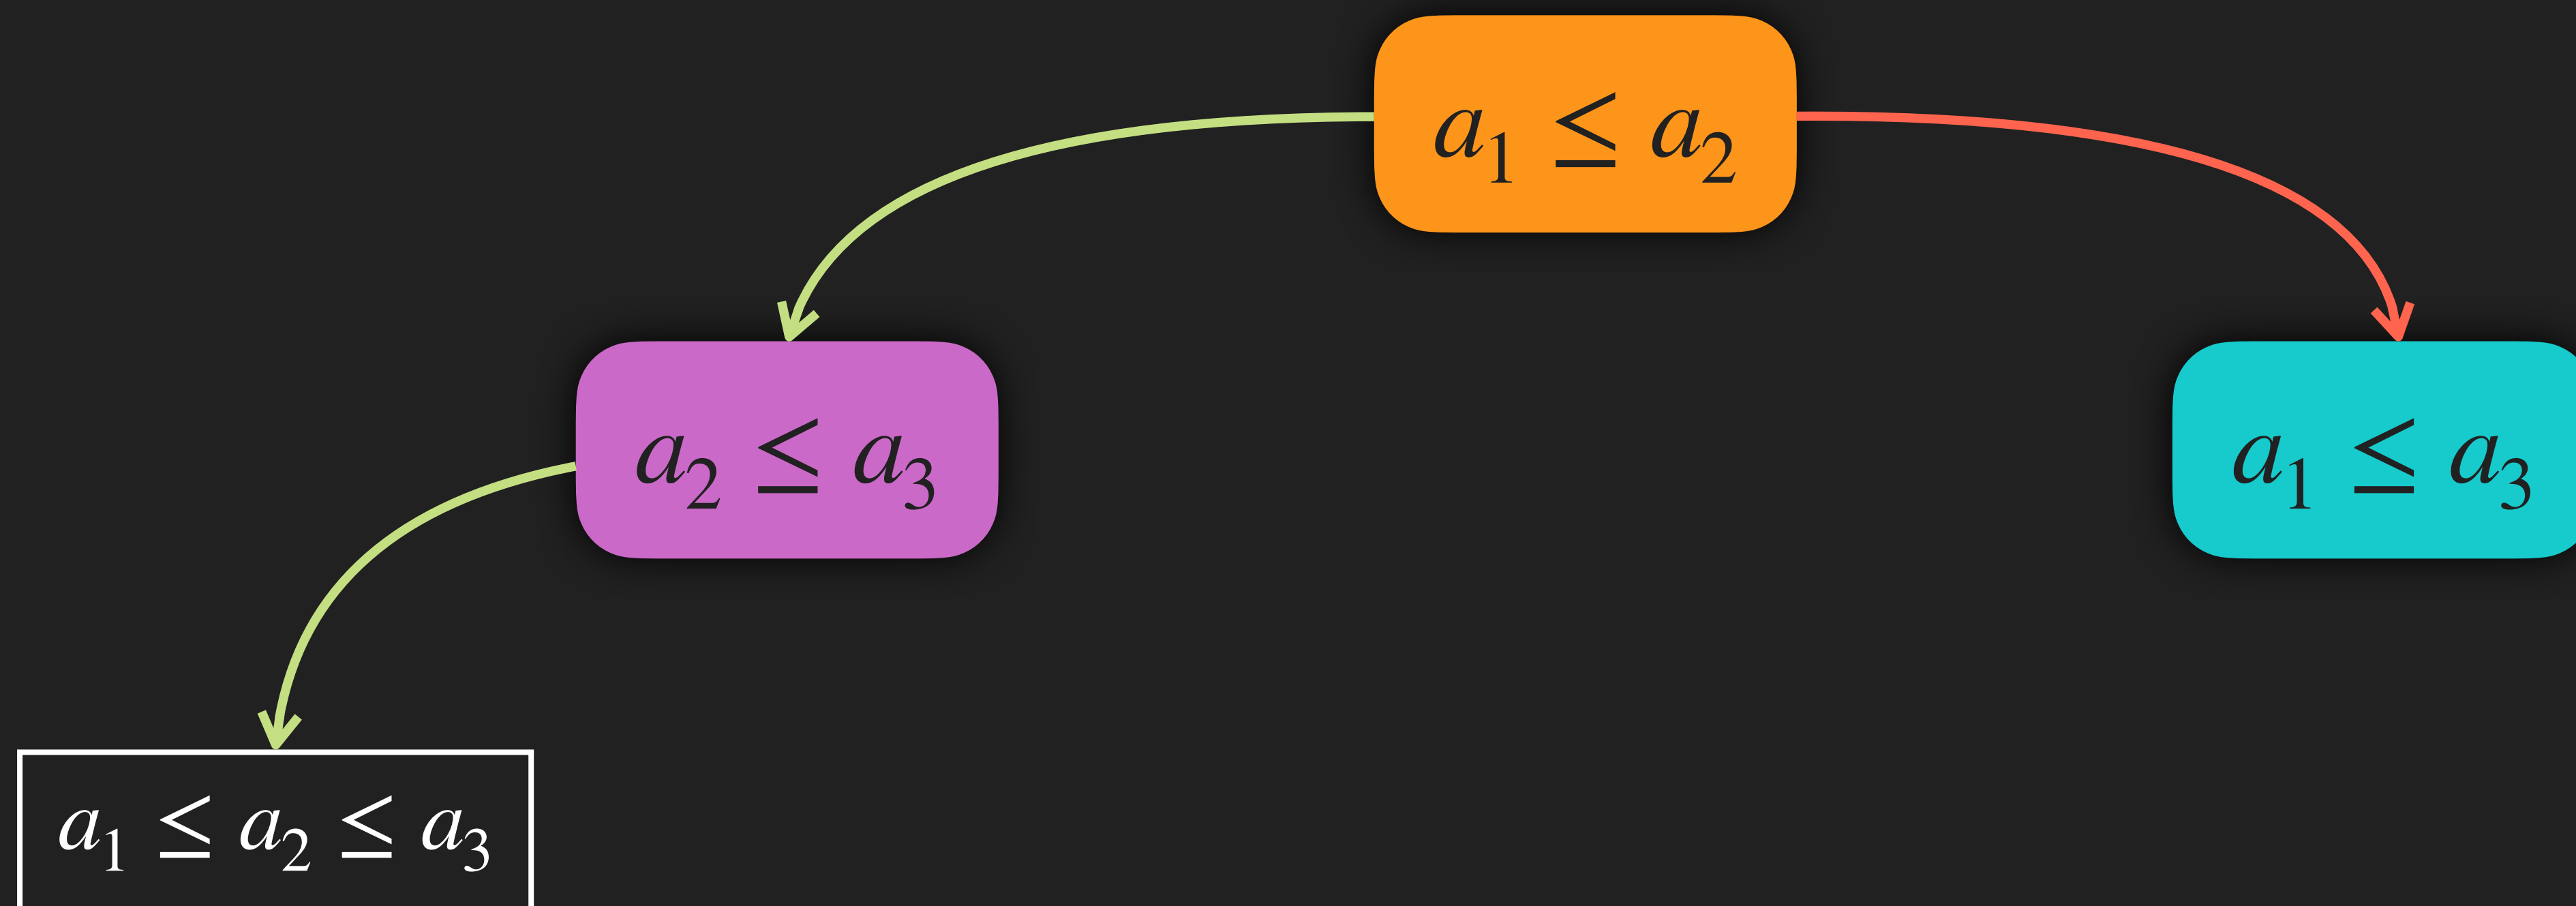 a₁ ≤ a₂
a₂ ≤ a₃
a₁ ≤ a₃
a₁ ≤ a₂ ≤ a₃